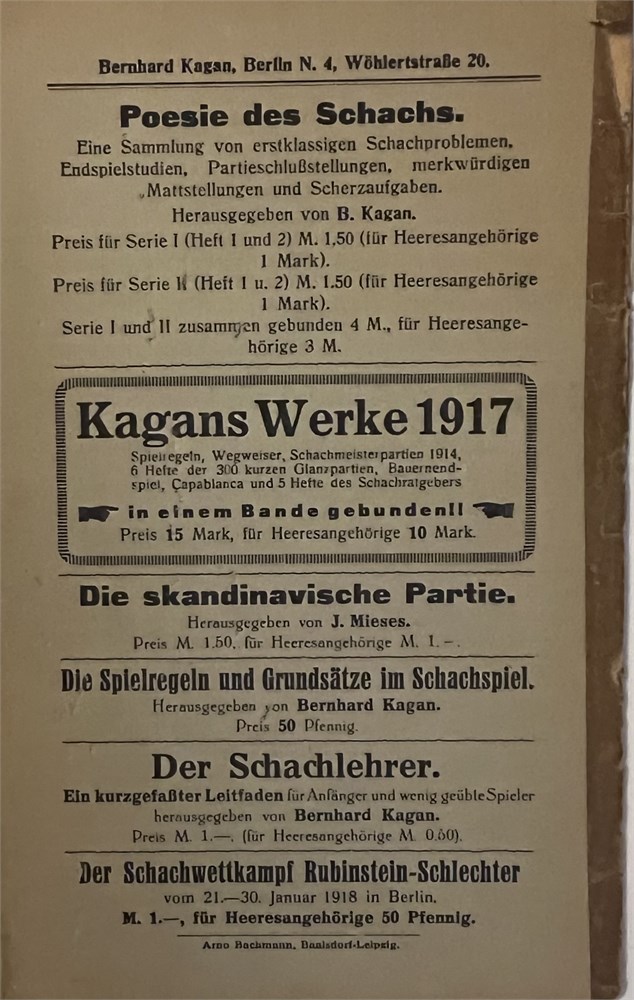 Bernhard Kagan, Berlin N. 4, Wöhlertstraße 20.
Poesie des Schachs.
Eine Sammlung von erstklassigen Schachproblemen,
Endspielstudien, Partieschlußstellungen, merkwürdigen
Mattstellungen und Scherzaufgaben.
Herausgegeben von B. Kagan.
Preis für Serie I (Heft 1 und 2) M. 1,50 (für Heeresangehörige
1 Mark).
Preis für Serie II (Heft 1 u. 2) M. 1.50 (für Heeresangehörige
1 Mark).
Serie I und II zusammen gebunden 4 M., für Heeresange-
hörige 3 M.
Kagans Werke 1917
Spielregeln, Wegweiser, Schachmeisterpartien 1914,
6 Hefte der 300 kurzen Glanzpartien, Bauernend-
spiel, Capablanca und 5 Hefte des Schachratgebers
in einem Bande gebunden!!
Preis 15 Mark, für Heeresangehörige 10 Mark.
Die skandinavische Partie.
Herausgegeben von J. Mieses.
Preis M. 1.50, für Heeresangehörige M. 1.–.
Die Spielregeln und Grundsätze im Schachspiel.
Herausgegeben von Bernhard Kagan.
Preis 50 Pfennig.
Der Schachlehrer.
Ein kurzgefaßter Leitfaden für Anfänger und wenig geübte Spieler
herausgegeben von Bernhard Kagan.
Preis M. 1.—, (für Heeresangehörige M. 0.50).
Der Schachwettkampf Rubinstein-Schlechter
vom 21.—30. Januar 1918 in Berlin.
M. 1.—, für Heeresangehörige 50 Pfennig.
Arno Bachmann, Baalsdorf-Leipzig.